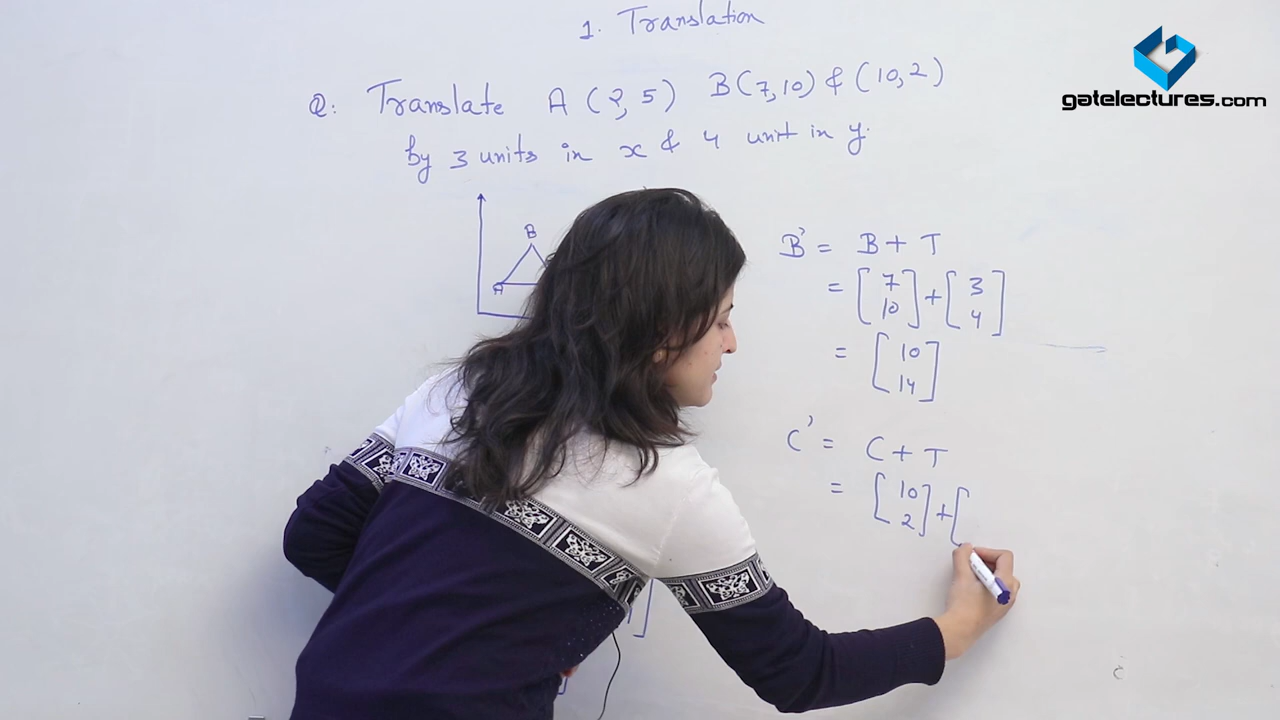 1. Translation
gatelectures.com
Q: Translate A (2, 5) B(7, 10) & (10, 2)
by 3 units in x & 4 unit in y.
B
A
B' = B + T
= [7 10] + [3 4]
= [10 14]
C' = C + T
= [10 2] + [